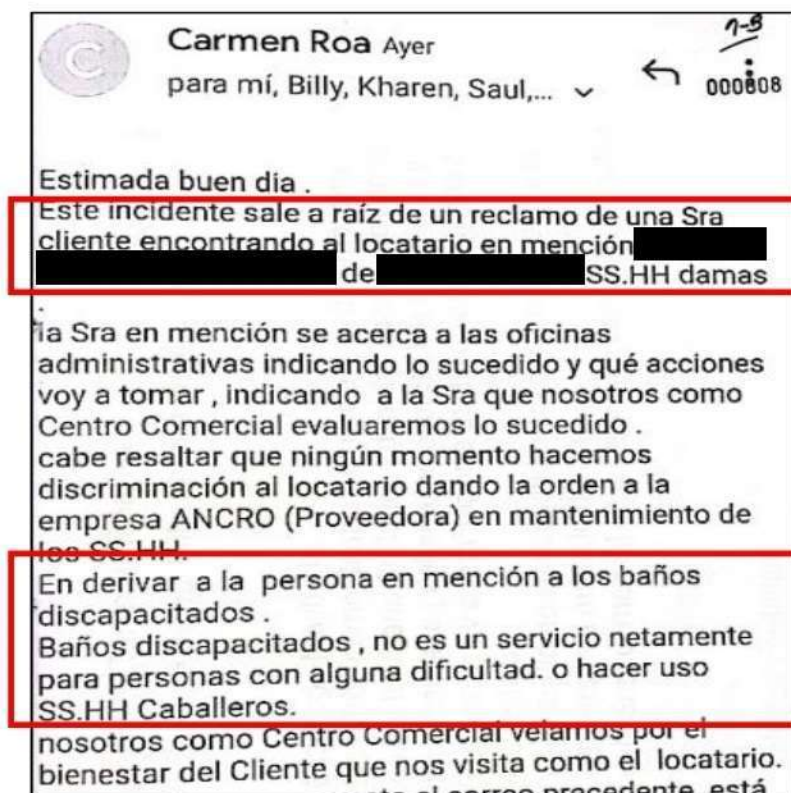 Carmen Roa Ayer
para mí, Billy, Kharen, Saul,...
7-B
000808
Estimada buen dia .
Este incidente sale a raíz de un reclamo de una Sra
cliente encontrando al locatario en mención
de SS.HH damas
.
la Sra en mención se acerca a las oficinas
administrativas indicando lo sucedido y qué acciones
voy a tomar , indicando a la Sra que nosotros como
Centro Comercial evaluaremos lo sucedido .
cabe resaltar que ningún momento hacemos
discriminación al locatario dando la orden a la
empresa ANCRO (Proveedora) en mantenimiento de
los SS.HH.
En derivar a la persona en mención a los baños
discapacitados .
Baños discapacitados , no es un servicio netamente
para personas con alguna dificultad. o hacer uso
SS.HH Caballeros.
nosotros como Centro Comercial velamos por el
bienestar del Cliente que nos visita como el locatario.
al correo precedente está